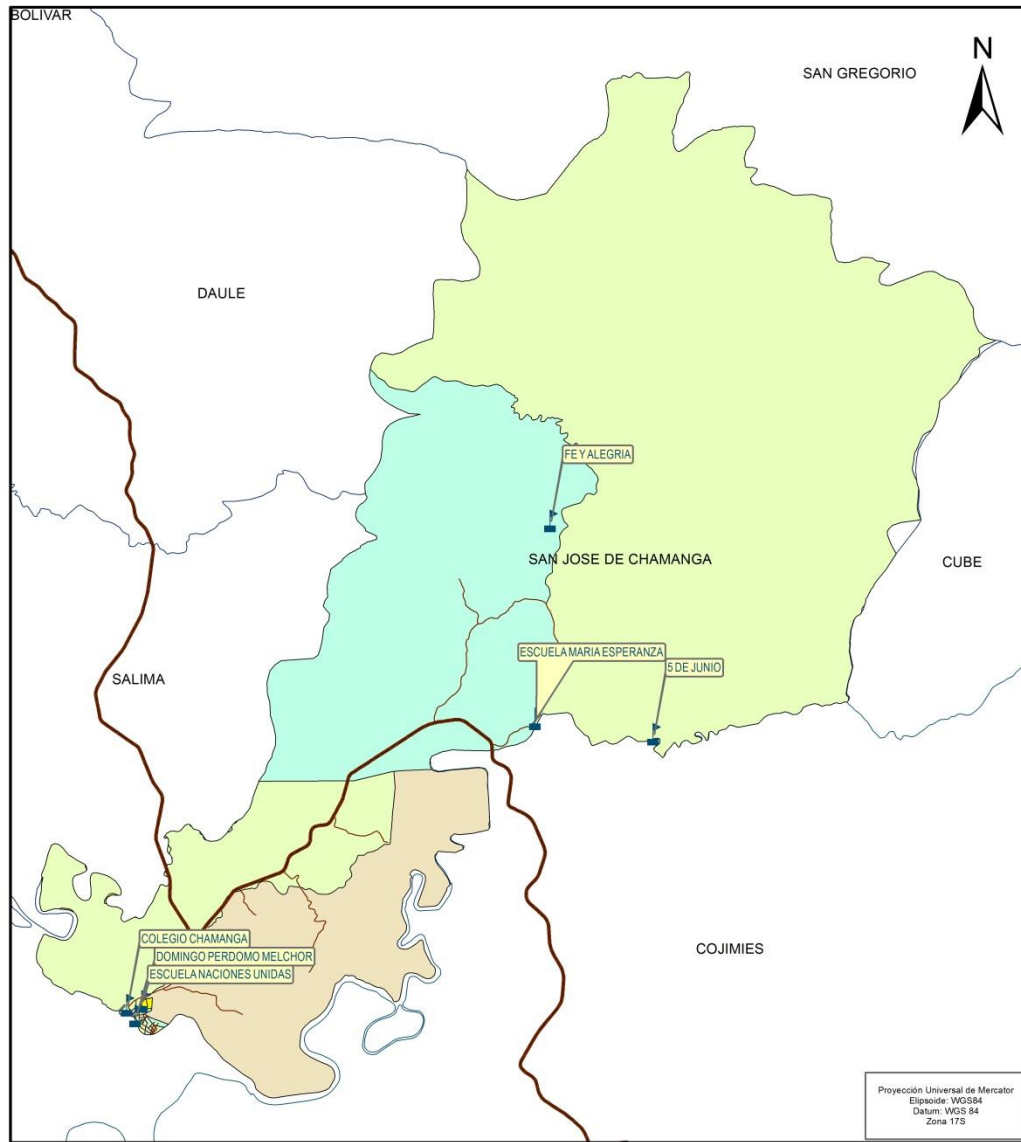 BOLIVAR
SAN GREGORIO
N
DAULE
FE Y ALEGRIA
SAN JOSE DE CHAMANGA
CUBE
ESCUELA MARIA ESPERANZA
5 DE JUNIO
SALIMA
COLEGIO CHAMANGA
DOMINGO PERDOMO MELCHOR
ESCUELA NACIONES UNIDAS
COJIMIES
Proyección Universal de Mercator
Elipsoide: WGS84
Datum: WGS 84
Zona 17S